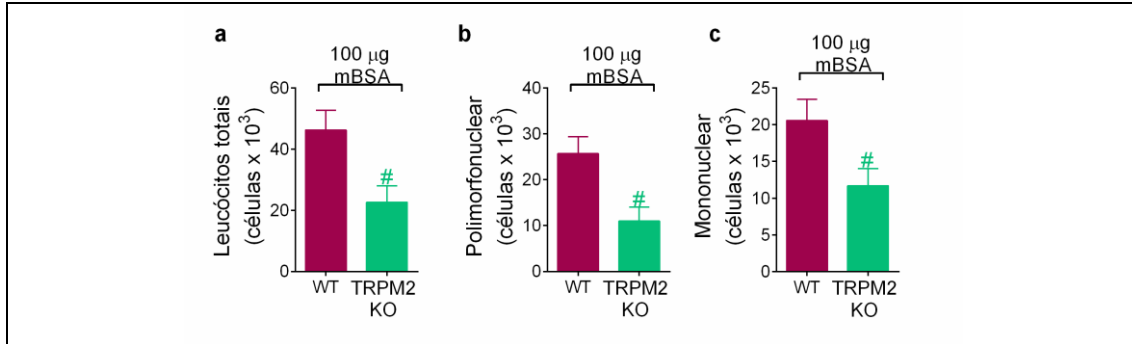 a
100 µg
mBSA
Leucócitos totais
(células x 10³)
60
40
20
0
#
WT
TRPM2
KO
b
100 µg
mBSA
Polimorfonuclear
(células x 10³)
40
30
20
10
0
#
WT
TRPM2
KO
c
100 µg
mBSA
Mononuclear
(células x 10³)
25
20
15
10
5
0
#
WT
TRPM2
KO